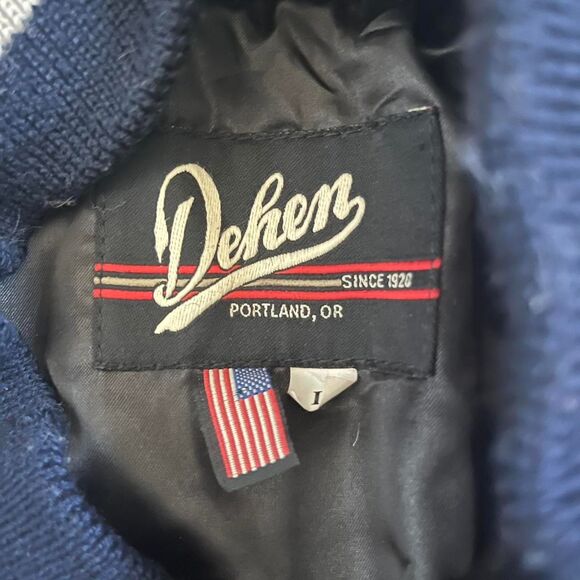 Dehen
SINCE 1920
PORTLAND, OR
I